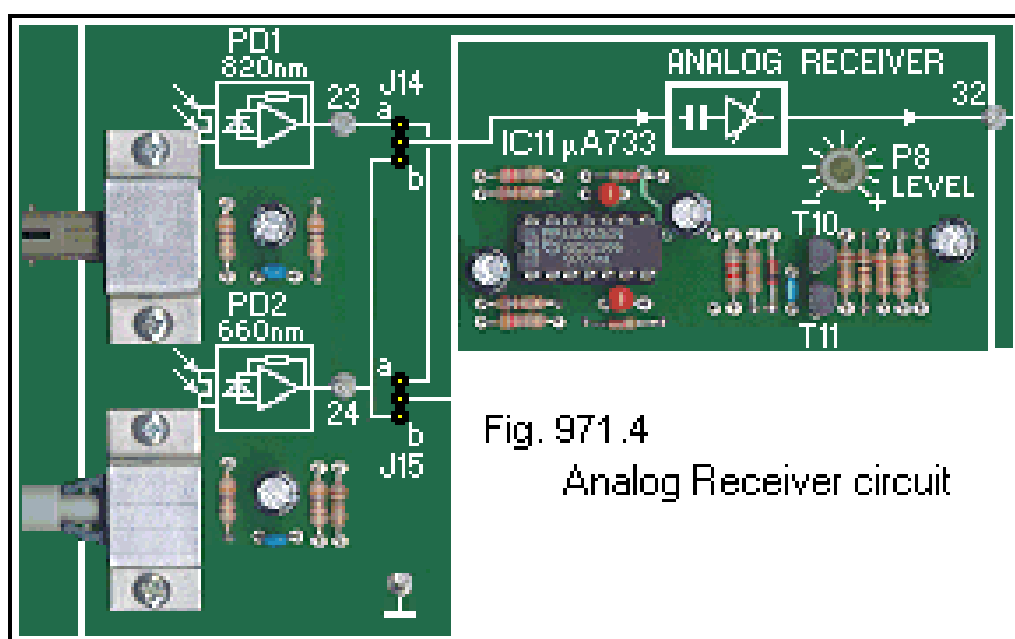 PD1
820nm
23
J14
a
b
ANALOG RECEIVER
32
IC11 µA733
P8
LEVEL
- +
T10
T11
PD2
660nm
24
a
b
J15
Fig. 971.4
Analog Receiver circuit